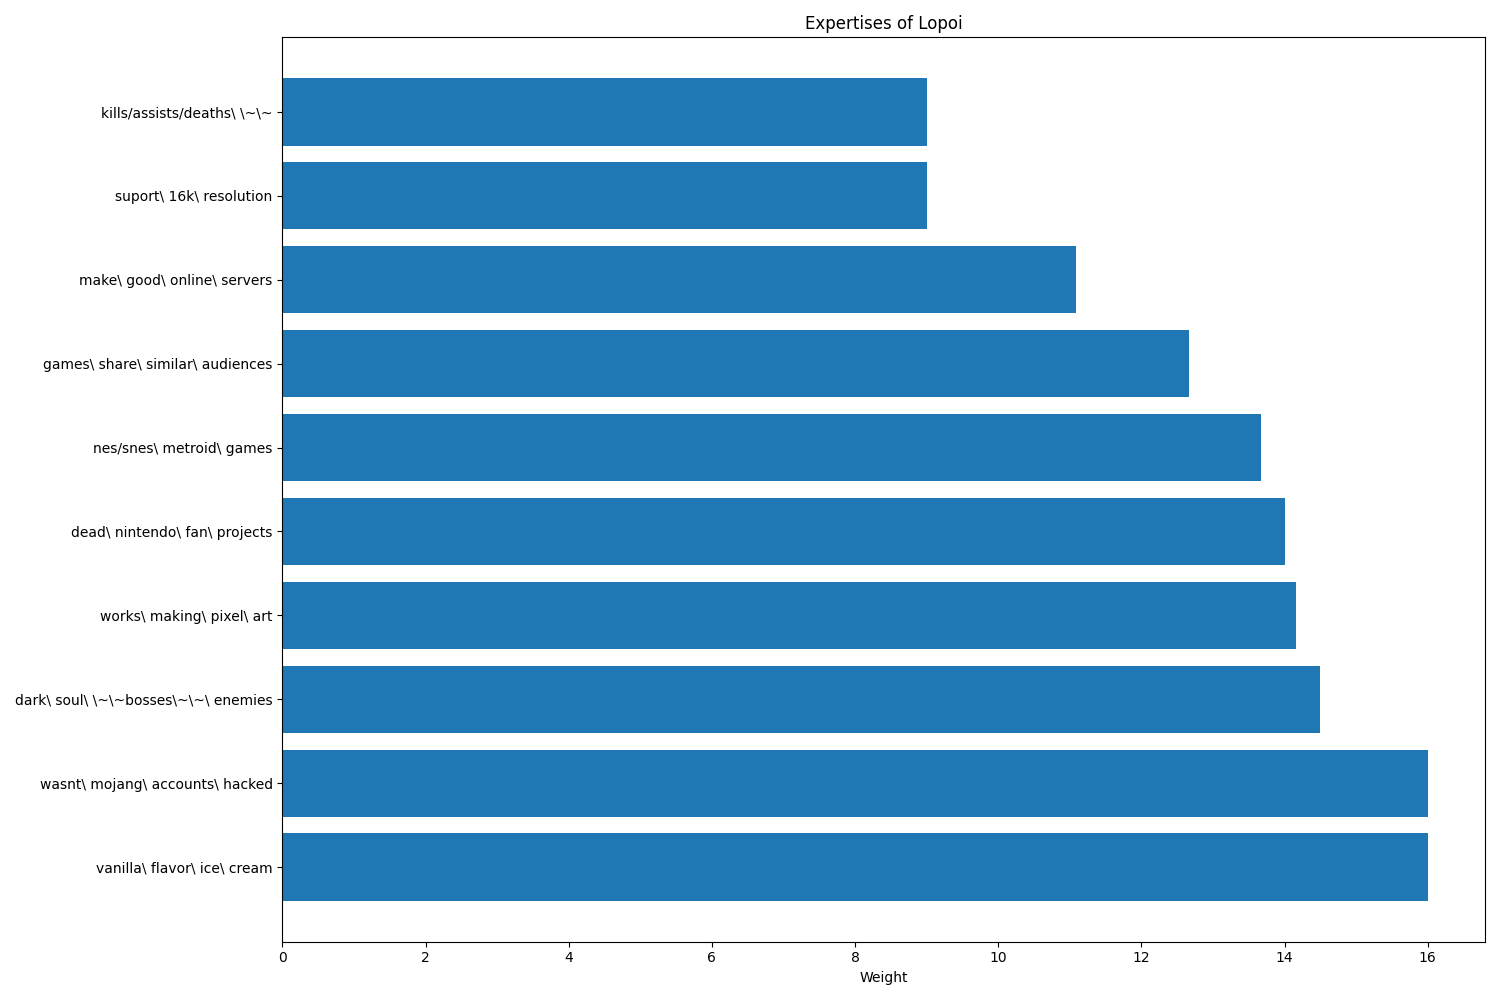 Expertises of Lopoi
kills/assists/deaths\ \~\~
suport\ 16k\ resolution
make\ good\ online\ servers
games\ share\ similar\ audiences
nes/snes\ metroid\ games
dead\ nintendo\ fan\ projects
works\ making\ pixel\ art
dark\ soul\ \~\~bosses\~\~\ enemies
wasnt\ mojang\ accounts\ hacked
vanilla\ flavor\ ice\ cream
0 2 4 6 8 10 12 14 16
Weight